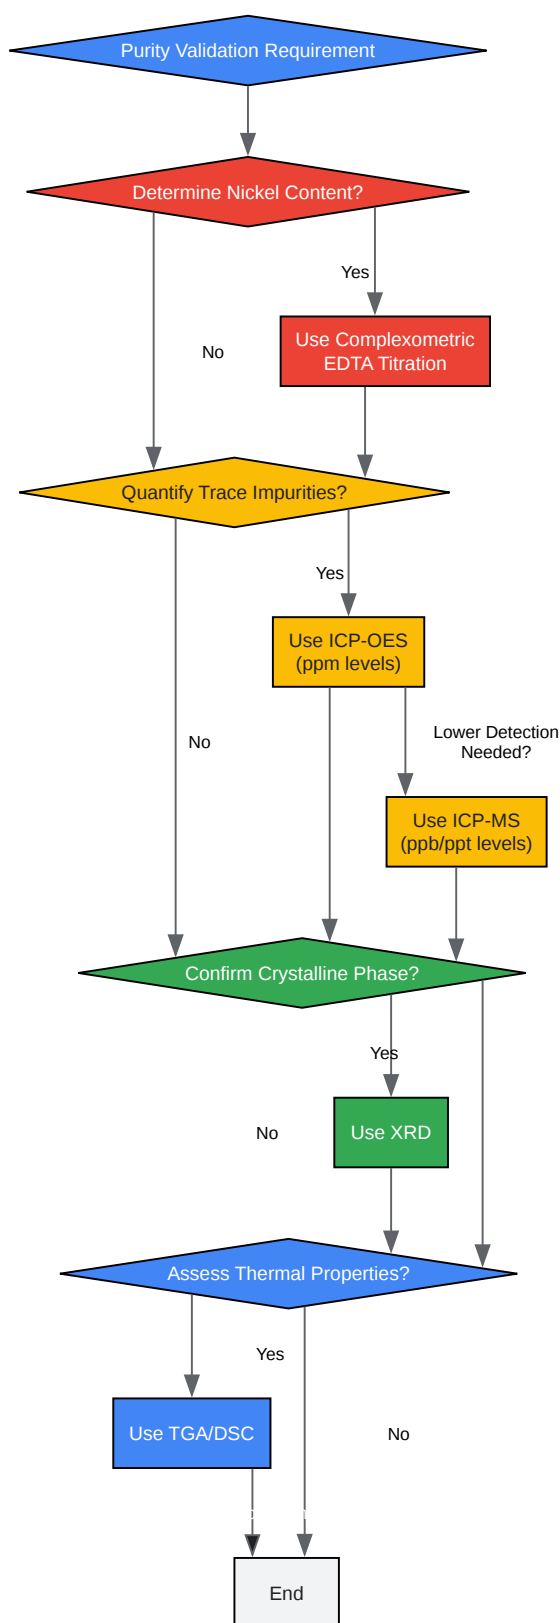 Purity Validation Requirement
Determine Nickel Content?
Yes
Use Complexometric
EDTA Titration
No
Quantify Trace Impurities?
Yes
Use ICP-OES
(ppm levels)
No
Lower Detection
Needed?
Use ICP-MS
(ppb/ppt levels)
Confirm Crystalline Phase?
Yes
No
Use XRD
Assess Thermal Properties?
Yes
Use TGA/DSC
No
End